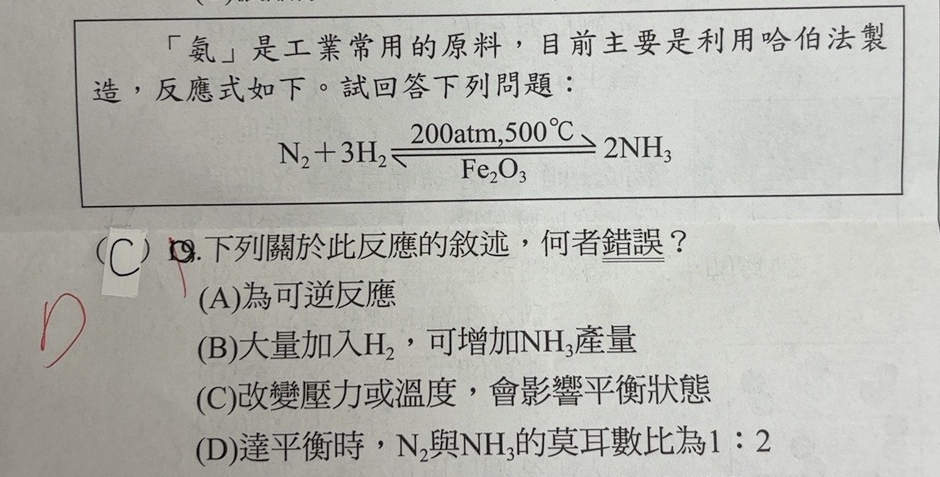 「氨」是工業常用的原料，目前主要是利用哈伯法製
造，反應式如下。試回答下列問題：
200atm,500℃
N₂＋3H₂⇌2NH₃
Fe₂O₃
(C) 19.下列關於此反應的敘述，何者錯誤？
(A)為可逆反應
D
(B)大量加入H₂，可增加NH₃產量
(C)改變壓力或溫度，會影響平衡狀態
(D)達平衡時，N₂與NH₃的莫耳數比為1：2